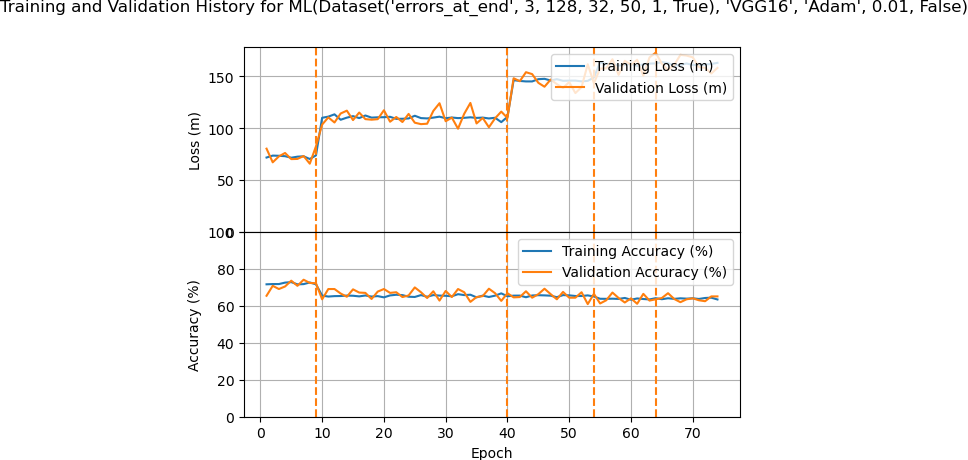 Training and Validation History for ML(Dataset('errors_at_end', 3, 128, 32, 50, 1, True), 'VGG16', 'Adam', 0.01, False)
150
100
50
0
Loss (m)
Training Loss (m)
Validation Loss (m)
100
80
60
40
20
0
Accuracy (%)
Training Accuracy (%)
Validation Accuracy (%)
0 10 20 30 40 50 60 70
Epoch